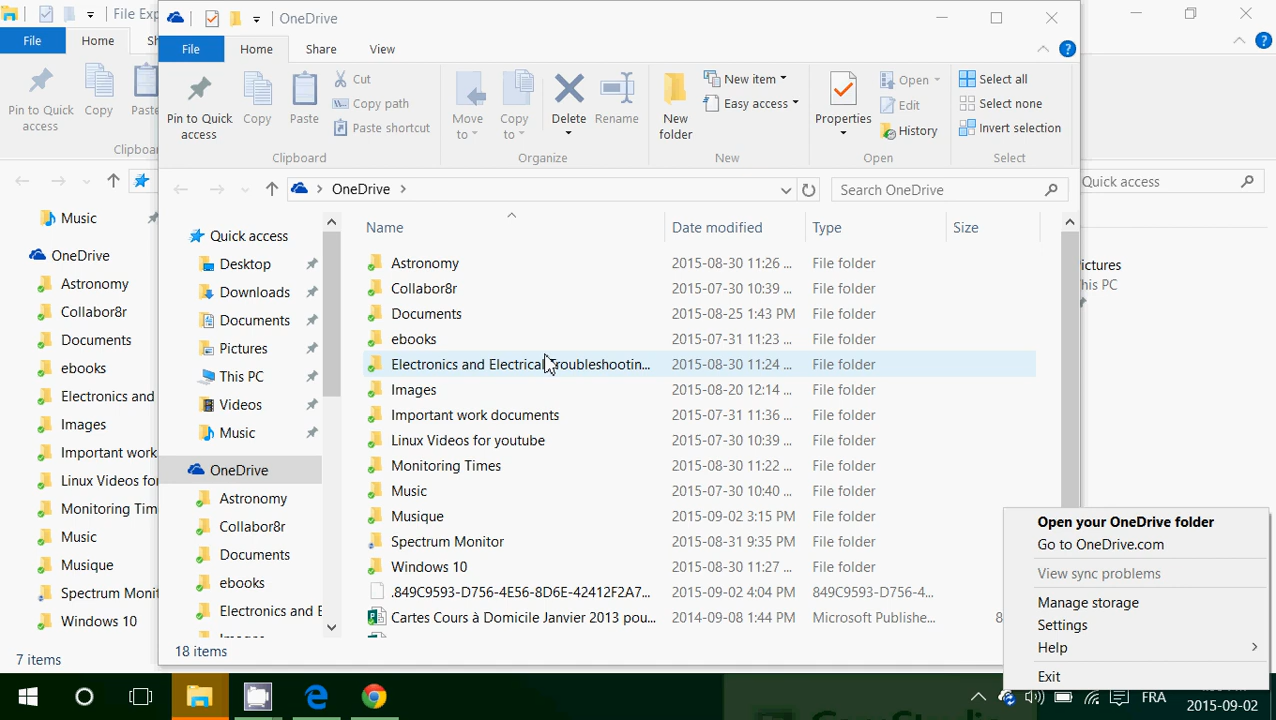 File Exp
File
Home
Sh
Pin to Quick access
Copy
Paste
Clipboa
Music
OneDrive
Astronomy
Collabor8r
Documents
ebooks
Electronics and
Images
Important work
Linux Videos fo
Monitoring Tim
Music
Musique
Spectrum Monit
Windows 10
7 items
OneDrive
File
Home
Share
View
Pin to Quick access
Copy
Paste
Cut
Copy path
Paste shortcut
Clipboard
Move to
Copy to
Delete
Rename
Organize
New folder
New item
Easy access
New
Properties
Open
Edit
History
Open
Select all
Select none
Invert selection
Select
OneDrive
Search OneDrive
Quick access
Desktop
Downloads
Documents
Pictures
This PC
Videos
Music
OneDrive
Astronomy
Collabor8r
Documents
ebooks
Electronics and E
Name Date modified Type Size
Astronomy 2015-08-30 11:26 ... File folder
Collabor8r 2015-07-30 10:39 ... File folder
Documents 2015-08-25 1:43 PM File folder
ebooks 2015-07-31 11:23 ... File folder
Electronics and Electrical Troubleshootin... 2015-08-30 11:24 ... File folder
Images 2015-08-20 12:14 ... File folder
Important work documents 2015-07-31 11:36 ... File folder
Linux Videos for youtube 2015-07-30 10:39 ... File folder
Monitoring Times 2015-08-30 11:22 ... File folder
Music 2015-07-30 10:40 ... File folder
Musique 2015-09-02 3:15 PM File folder
Spectrum Monitor 2015-08-31 9:35 PM File folder
Windows 10 2015-08-30 11:27 ... File folder
.849C9593-D756-4E56-8D6E-42412F2A7... 2015-09-02 4:04 PM 849C9593-D756-4...
Cartes Cours à Domicile Janvier 2013 pou... 2014-09-08 1:44 PM Microsoft Publishe... 8
18 items
Quick access
ictures
his PC
Open your OneDrive folder
Go to OneDrive.com
View sync problems
Manage storage
Settings
Help
Exit
FRA
2015-09-02